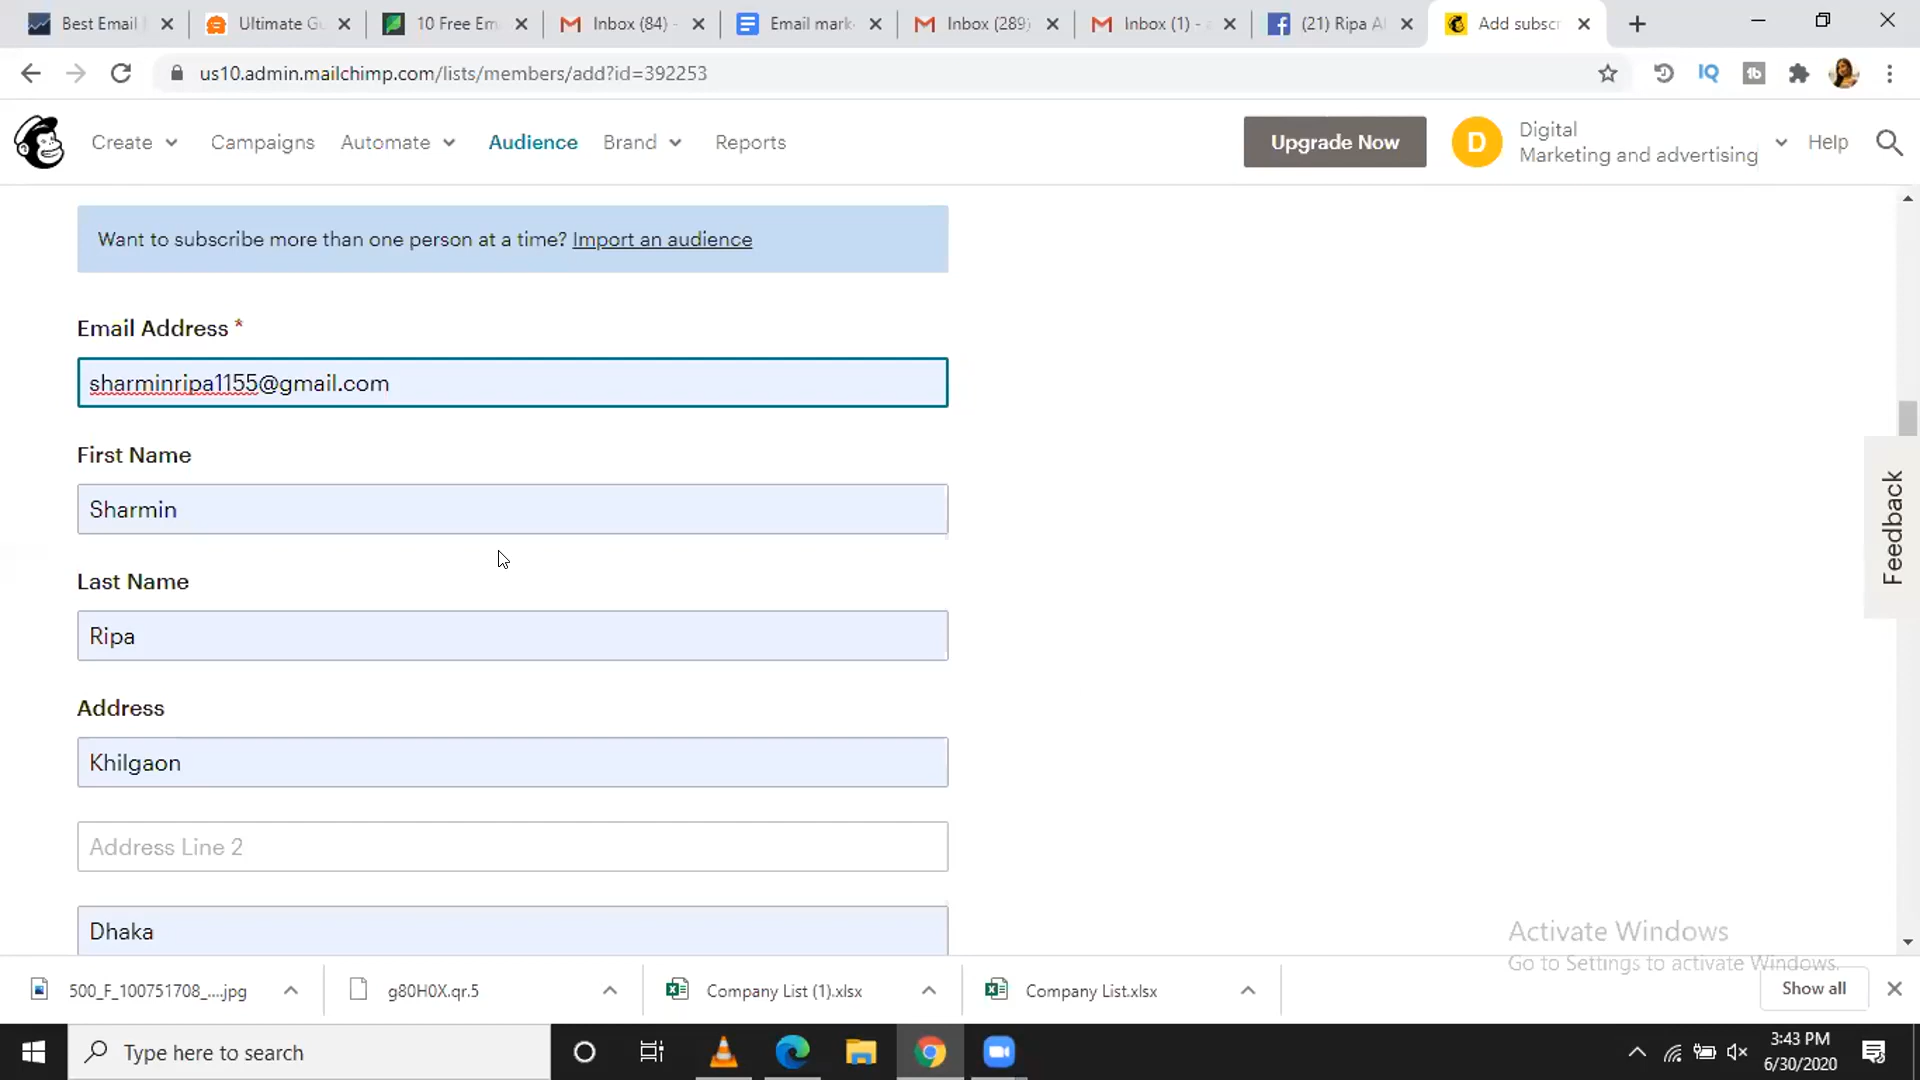 Best Email
Ultimate Gu
10 Free Em
Inbox (84) -
Email mark
Inbox (289)
Inbox (1) - a
(21) Ripa Al
Add subscr
us10.admin.mailchimp.com/lists/members/add?id=392253
Create
Campaigns
Automate
Audience
Brand
Reports
Upgrade Now
D
Digital
Marketing and advertising
Help
Want to subscribe more than one person at a time? Import an audience
Email Address *
sharminripa1155@gmail.com
First Name
Sharmin
Last Name
Ripa
Address
Khilgaon
Address Line 2
Dhaka
Feedback
Activate Windows
Go to Settings to activate Windows.
500_F_100751708_....jpg
g80H0X.qr.5
Company List (1).xlsx
Company List.xlsx
Show all
Type here to search
3:43 PM
6/30/2020